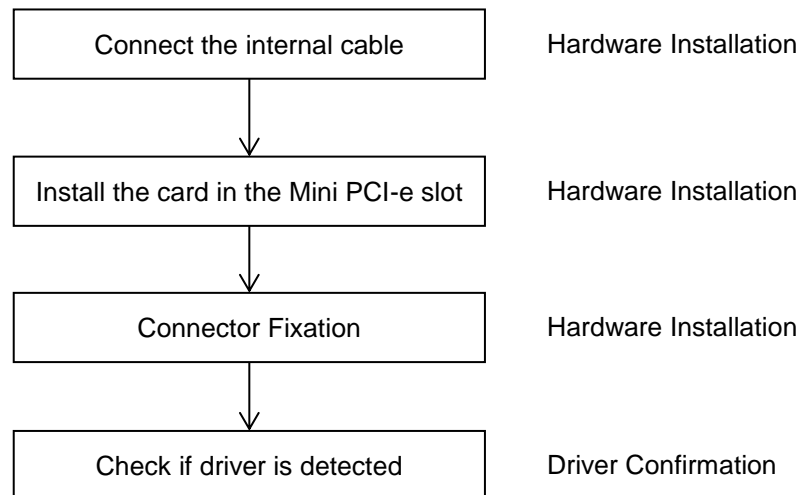 Connect the internal cable
Hardware Installation
Install the card in the Mini PCI-e slot
Hardware Installation
Connector Fixation
Hardware Installation
Check if driver is detected
Driver Confirmation